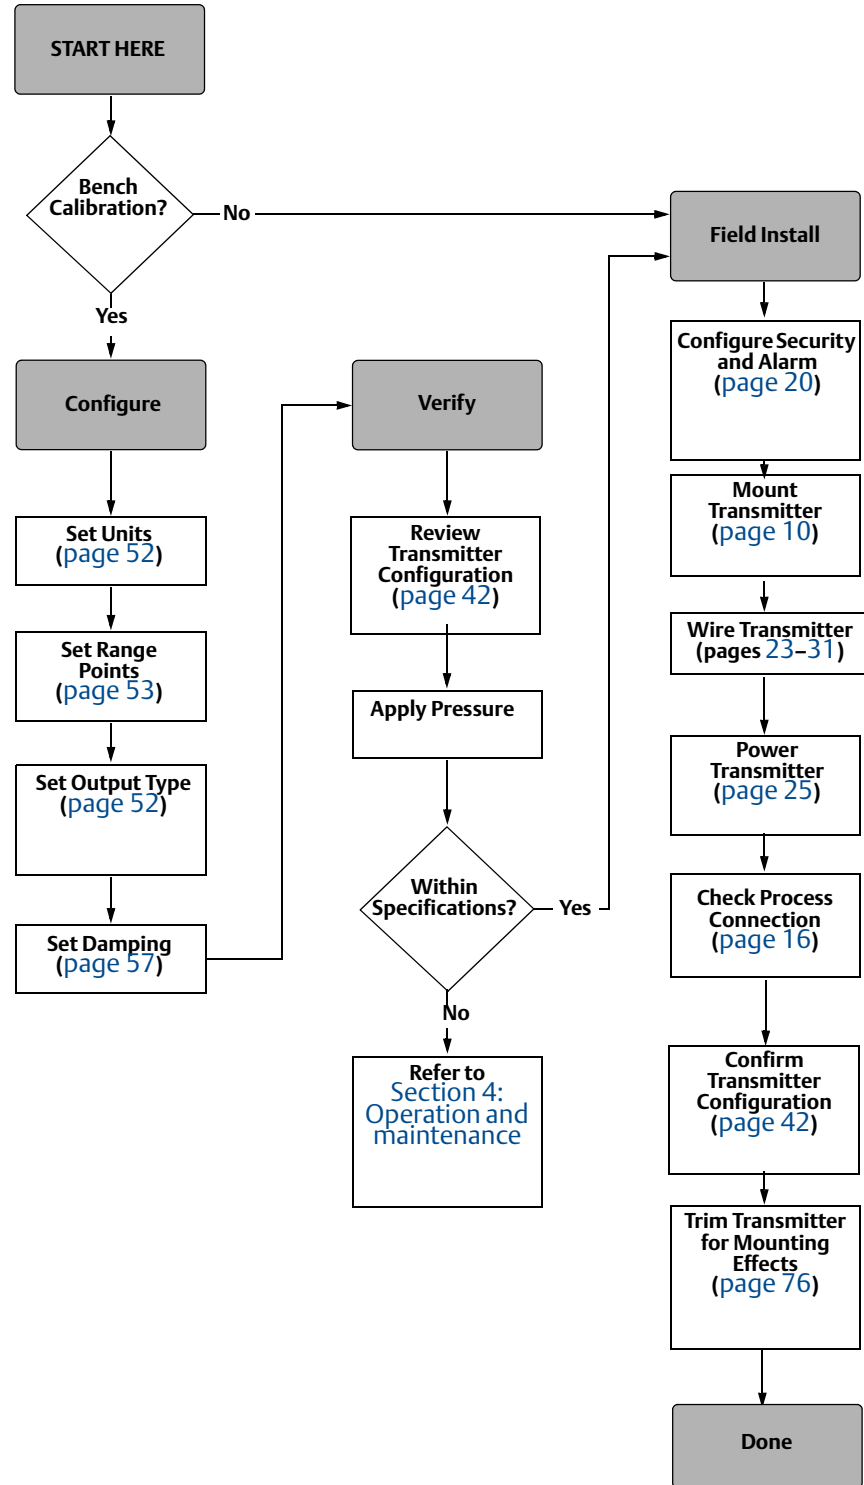 START HERE
Bench
Calibration?
No
Yes
Configure
Set Units
(page 52)
Set Range
Points
(page 53)
Set Output Type
(page 52)
Set Damping
(page 57)
Verify
Review
Transmitter
Configuration
(page 42)
Apply Pressure
Within
Specifications?
Yes
No
Refer to
Section 4:
Operation and
maintenance
Field Install
Configure Security
and Alarm
(page 20)
Mount
Transmitter
(page 10)
Wire Transmitter
(pages 23–31)
Power
Transmitter
(page 25)
Check Process
Connection
(page 16)
Confirm
Transmitter
Configuration
(page 42)
Trim Transmitter
for Mounting
Effects
(page 76)
Done